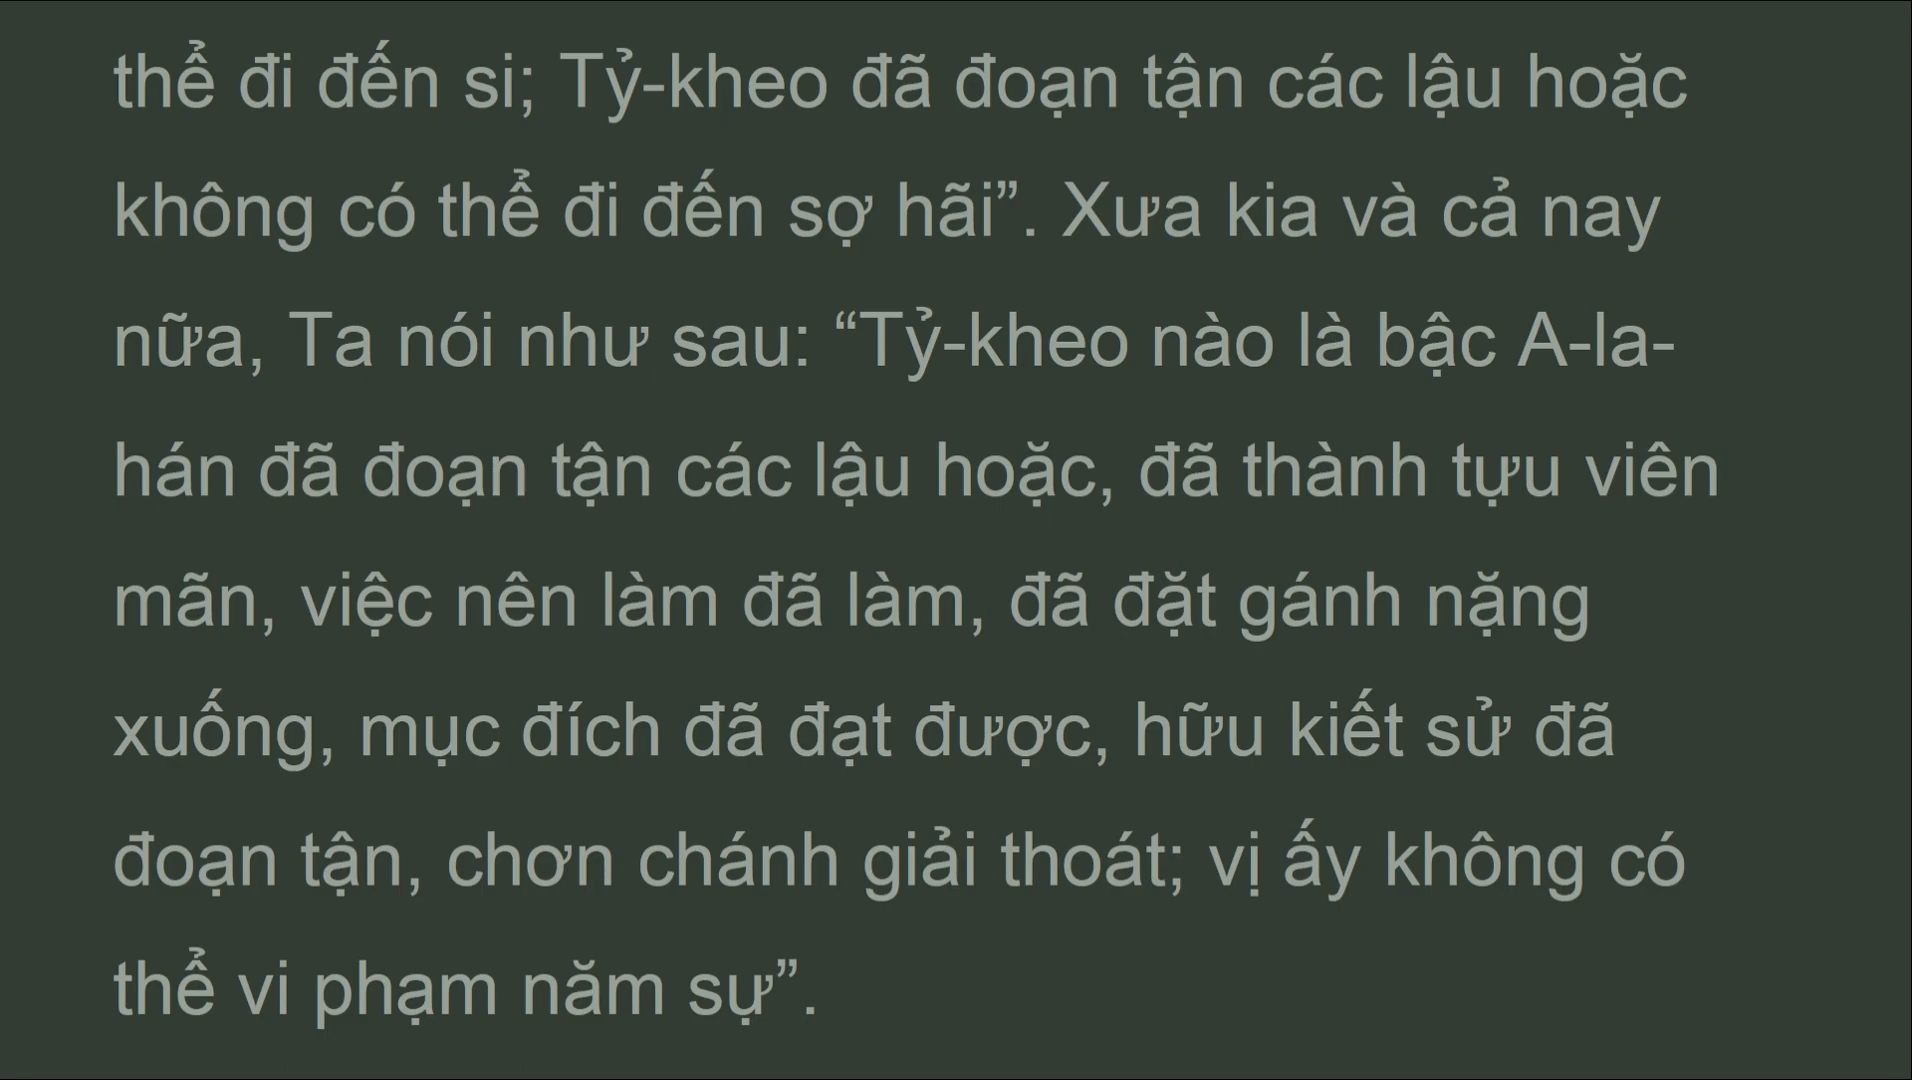 thể đi đến si; Tỷ-kheo đã đoạn tận các lậu hoặc
không có thể đi đến sợ hãi”. Xưa kia và cả nay
nữa, Ta nói như sau: “Tỷ-kheo nào là bậc A-la-
hán đã đoạn tận các lậu hoặc, đã thành tựu viên
mãn, việc nên làm đã làm, đã đặt gánh nặng
xuống, mục đích đã đạt được, hữu kiết sử đã
đoạn tận, chơn chánh giải thoát; vị ấy không có
thể vi phạm năm sự”.